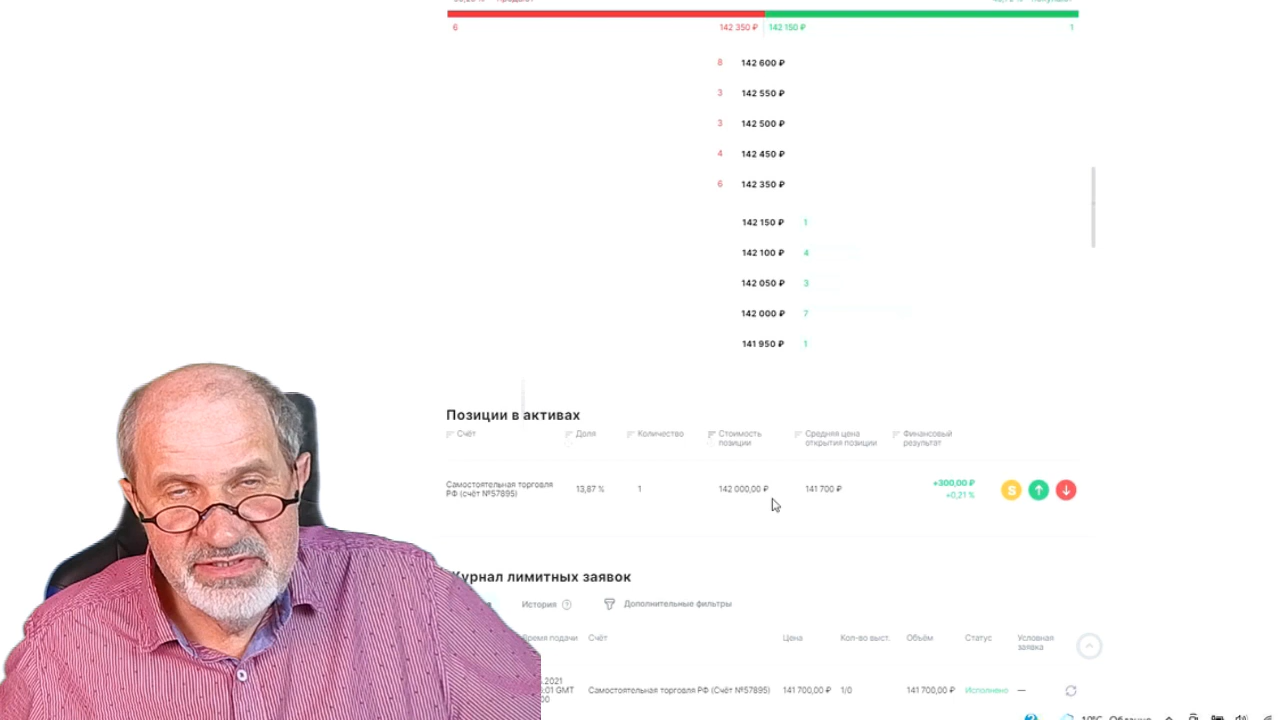 6 142 350 ₽ 142 150 ₽ 1
8 142 600 ₽
3 142 550 ₽
3 142 500 ₽
4 142 450 ₽
6 142 350 ₽
142 150 ₽ 1
142 100 ₽ 4
142 050 ₽ 3
142 000 ₽ 7
141 950 ₽ 1
Позиции в активах
Счёт Доля Количество Стоимость позиции Средняя цена открытия позиции Финансовый результат
Самостоятельная торговля
РФ (счёт №57895)
13,87 % 1 142 000,00 ₽ 141 700 ₽ +300,00 ₽
+0,21 %
S
Журнал лимитных заявок
История ? Дополнительные фильтры
Время подачи Счёт Цена Кол-во выст. Объём Статус Условная заявка
.2021
:01 GMT
00
Самостоятельная торговля РФ (Счёт №57895) 141 700,00 ₽ 1/0 141 700,00 ₽ Исполнено —